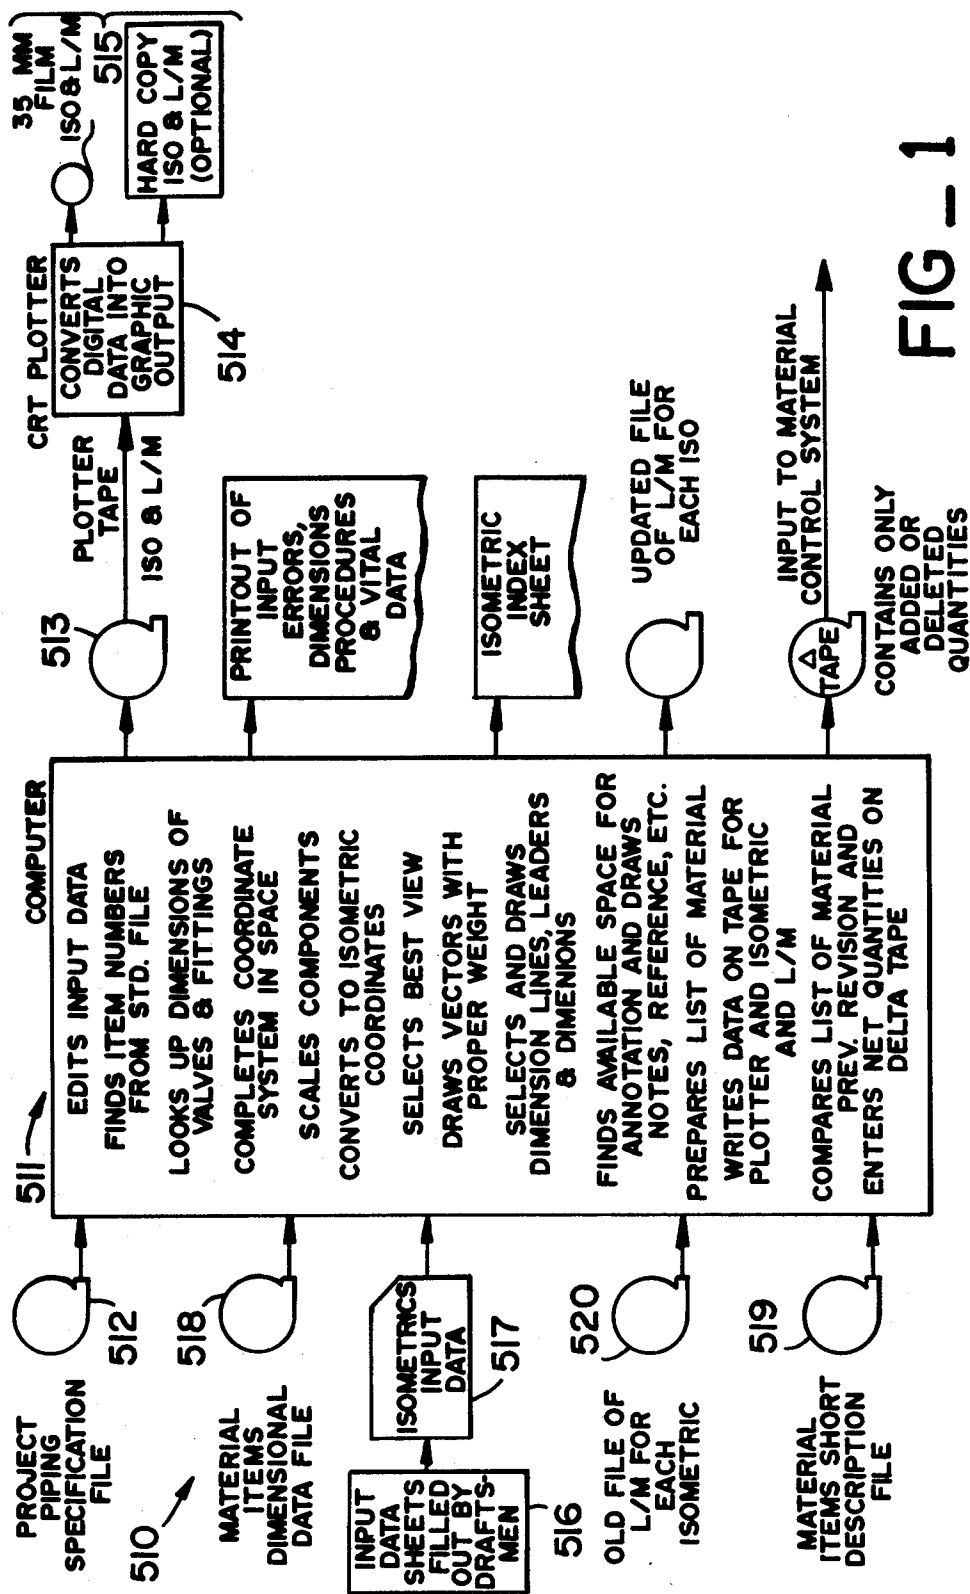 PROJECT
PIPING
SPECIFICATION
FILE
512
510
MATERIAL
ITEMS
DIMENSIONAL
DATA FILE
518
INPUT
DATA
SHEETS
FILLED
OUT BY
DRAFTS-
MEN
516
ISOMETRICS
INPUT
DATA
517
OLD FILE OF
L/M FOR
EACH
ISOMETRIC
520
MATERIAL
ITEMS SHORT
DESCRIPTION
FILE
519
511
COMPUTER
EDITS INPUT DATA
FINDS ITEM NUMBERS
FROM STD. FILE
LOOKS UP DIMENSIONS OF
VALVES & FITTINGS
COMPLETES COORDINATE
SYSTEM IN SPACE
SCALES COMPONENTS
CONVERTS TO ISOMETRIC
COORDINATES
SELECTS BEST VIEW
DRAWS VECTORS WITH
PROPER WEIGHT
SELECTS AND DRAWS
DIMENSION LINES, LEADERS
& DIMENIONS
FINDS AVAILABLE SPACE FOR
ANNOTATION AND DRAWS
NOTES, REFERENCE, ETC.
PREPARES LIST OF MATERIAL
WRITES DATA ON TAPE FOR
PLOTTER AND ISOMETRIC
AND L/M
COMPARES LIST OF MATERIAL
PREV. REVISION AND
ENTERS NET QUANTITIES ON
DELTA TAPE
513
PLOTTER
TAPE
ISO & L/M
CRT PLOTTER
CONVERTS
DIGITAL
DATA INTO
GRAPHIC
OUTPUT
514
35 MM
FILM
ISO & L/M
515
HARD COPY
ISO & L/M
(OPTIONAL)
PRINTOUT OF
INPUT
ERRORS,
DIMENSIONS
PROCEDURES
& VITAL
DATA
ISOMETRIC
INDEX
SHEET
UPDATED FILE
OF L/M FOR
EACH ISO
Δ
TAPE
INPUT TO MATERIAL
CONTROL SYSTEM
CONTAINS ONLY
ADDED OR
DELETED
QUANTITIES
FIG – 1